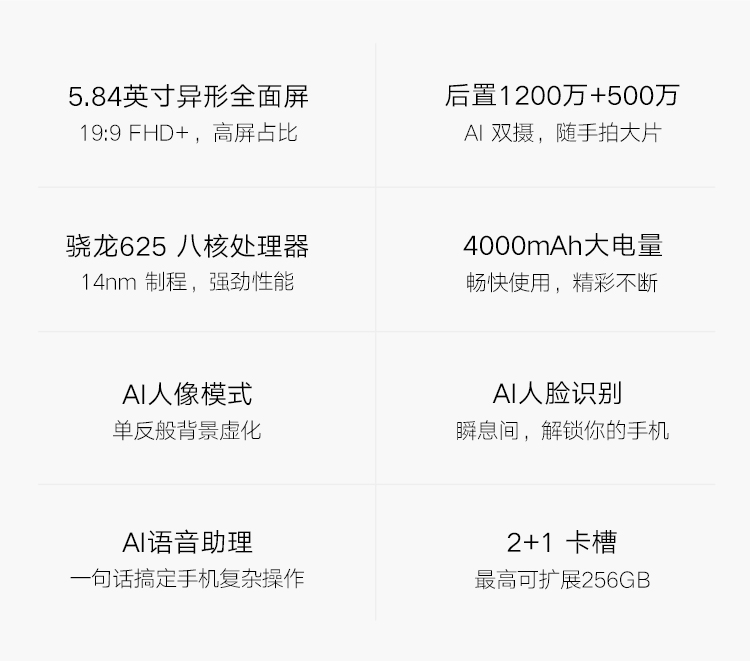 5.84英寸异形全面屏
19:9 FHD+，高屏占比
后置1200万+500万
AI 双摄，随手拍大片
骁龙625 八核处理器
14nm 制程，强劲性能
4000mAh大电量
畅快使用，精彩不断
AI人像模式
单反般背景虚化
AI人脸识别
瞬息间，解锁你的手机
AI语音助理
一句话搞定手机复杂操作
2+1 卡槽
最高可扩展256GB